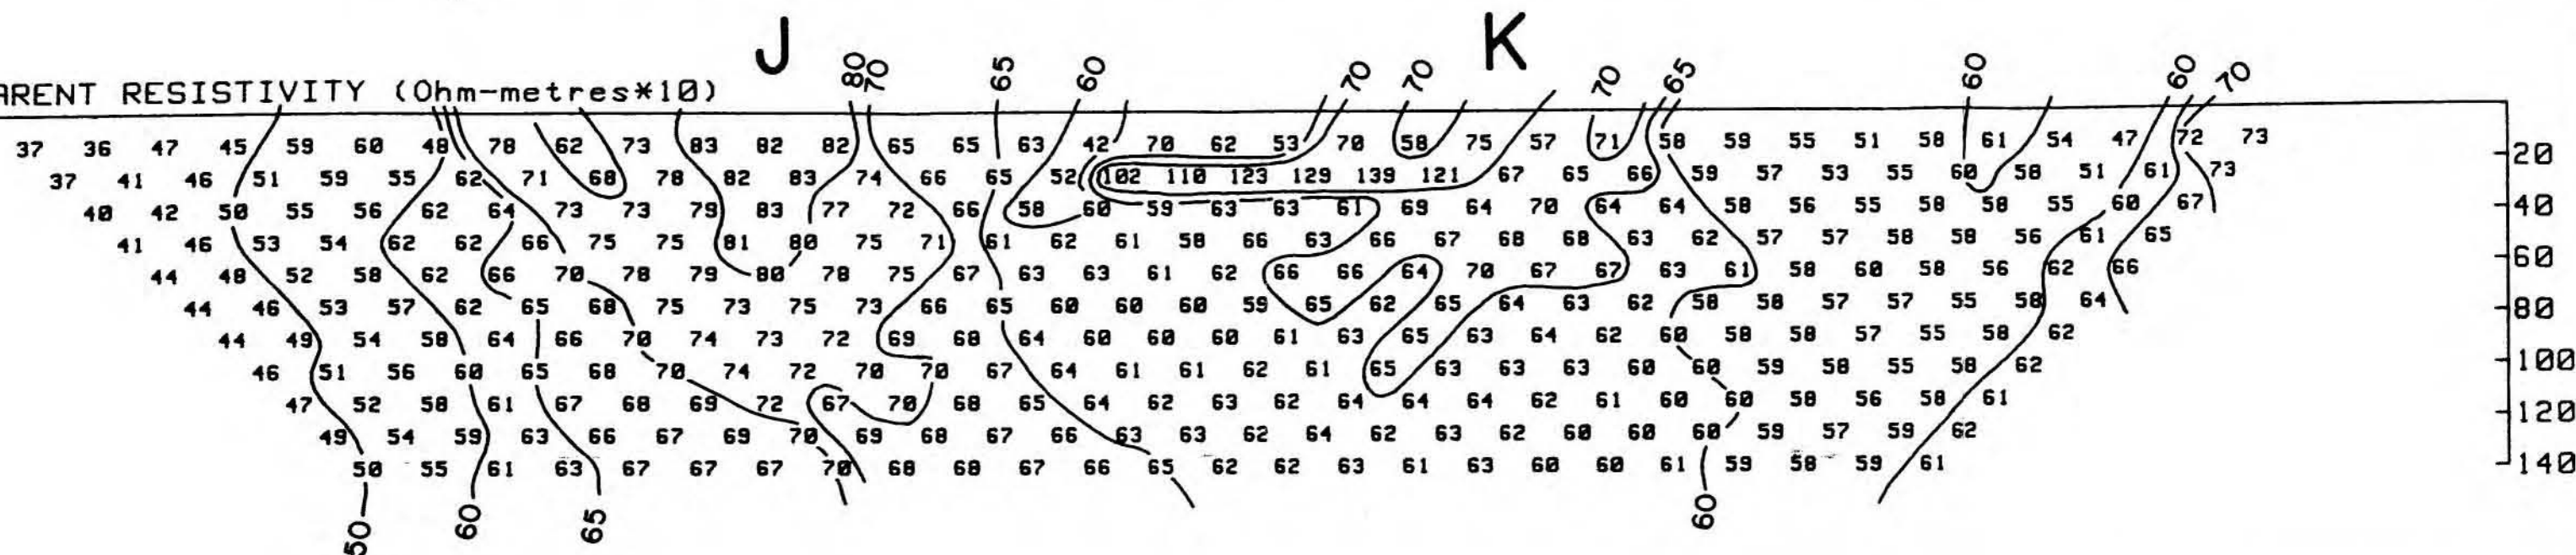 J K
80 70 65 60 70 70 70 65 60 60 70
ARENT RESISTIVITY (Ohm-metres*10)
37 36 47 45 59 60 48 78 62 73 83 82 82 65 65 63 42 70 62 53 70 58 75 57 71 58 59 55 51 58 61 54 47 72 73
20
37 41 46 51 59 55 62 71 68 78 82 83 74 66 65 52 102 110 123 129 139 121 67 65 66 59 57 53 55 60 58 51 61 73
40 42 50 55 56 62 64 73 73 79 83 77 72 66 58 60 59 63 63 61 69 64 70 64 64 58 56 55 58 58 55 60 67
40
41 46 53 54 62 62 66 75 75 81 80 75 71 61 62 61 58 66 63 66 67 68 68 63 62 57 57 58 58 56 61 65
60
44 48 52 58 62 66 70 78 79 80 78 75 67 63 63 61 62 66 66 64 70 67 67 63 61 58 60 58 56 62 66
44 46 53 57 62 65 68 75 73 75 73 66 65 60 60 60 59 65 62 65 64 63 62 58 58 57 57 55 58 64
80
44 49 54 58 64 66 70 74 73 72 69 68 64 60 60 60 61 63 65 63 64 62 60 58 58 57 55 58 62
100
46 51 56 60 65 68 70 74 72 70 70 67 64 61 61 62 61 65 63 63 63 60 60 59 58 55 58 62
47 52 58 61 67 68 69 72 67 70 68 65 64 62 63 62 64 64 64 62 61 60 60 58 56 58 61
120
49 54 59 63 66 67 69 70 69 68 67 66 63 63 62 64 62 63 62 60 60 60 59 57 59 62
50 55 61 63 67 67 67 70 68 68 67 66 65 62 62 63 61 63 60 60 61 59 58 59 61
140
50 60 65 60